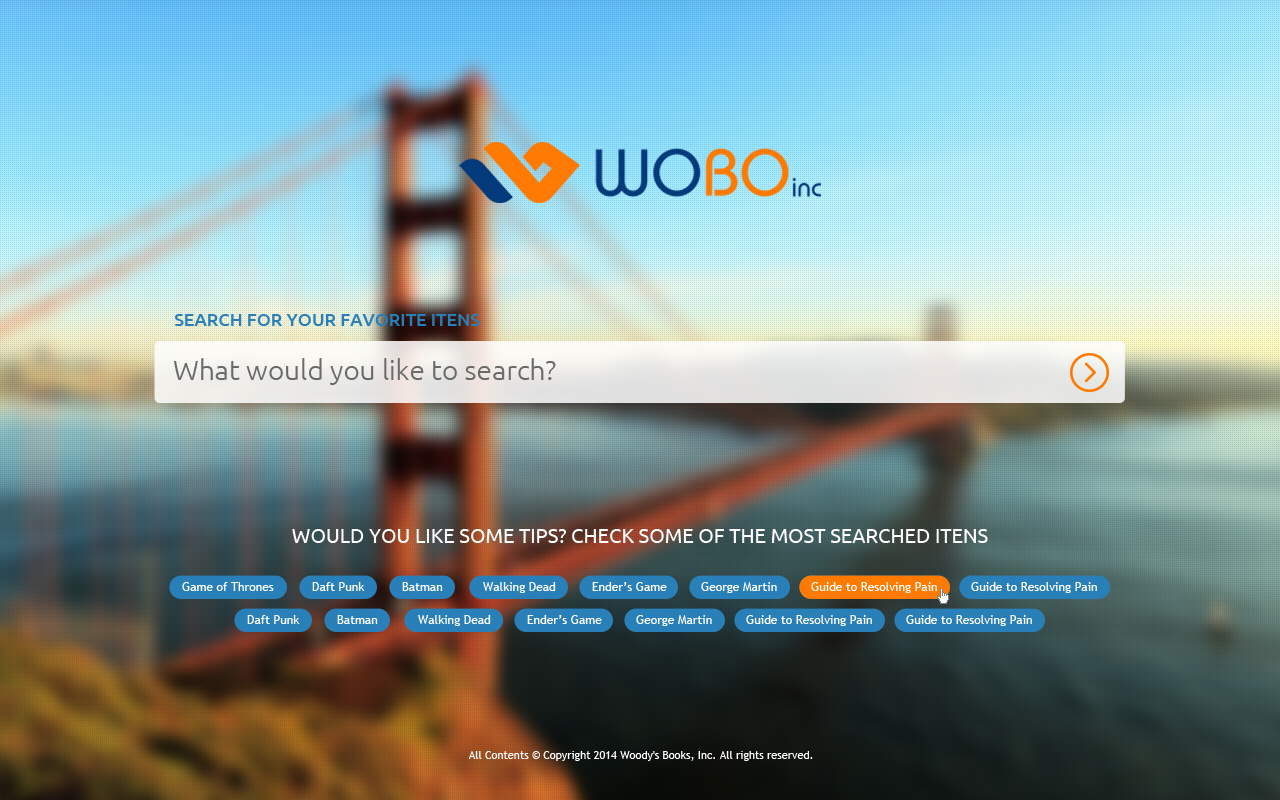 WOBO inc
SEARCH FOR YOUR FAVORITE ITENS
What would you like to search?
WOULD YOU LIKE SOME TIPS? CHECK SOME OF THE MOST SEARCHED ITENS
Game of Thrones Daft Punk Batman Walking Dead Ender's Game George Martin Guide to Resolving Pain Guide to Resolving Pain
Daft Punk Batman Walking Dead Ender's Game George Martin Guide to Resolving Pain Guide to Resolving Pain
All Contents © Copyright 2014 Woody's Books, Inc. All rights reserved.